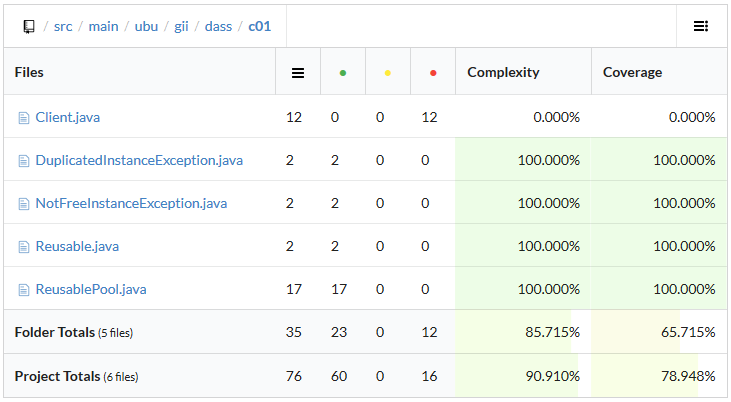 / src / main / ubu / gii / dass / c01
Files Complexity Coverage
Client.java 12 0 0 12 0.000% 0.000%
DuplicatedInstanceException.java 2 2 0 0 100.000% 100.000%
NotFreeInstanceException.java 2 2 0 0 100.000% 100.000%
Reusable.java 2 2 0 0 100.000% 100.000%
ReusablePool.java 17 17 0 0 100.000% 100.000%
Folder Totals (5 files) 35 23 0 12 85.715% 65.715%
Project Totals (6 files) 76 60 0 16 90.910% 78.948%